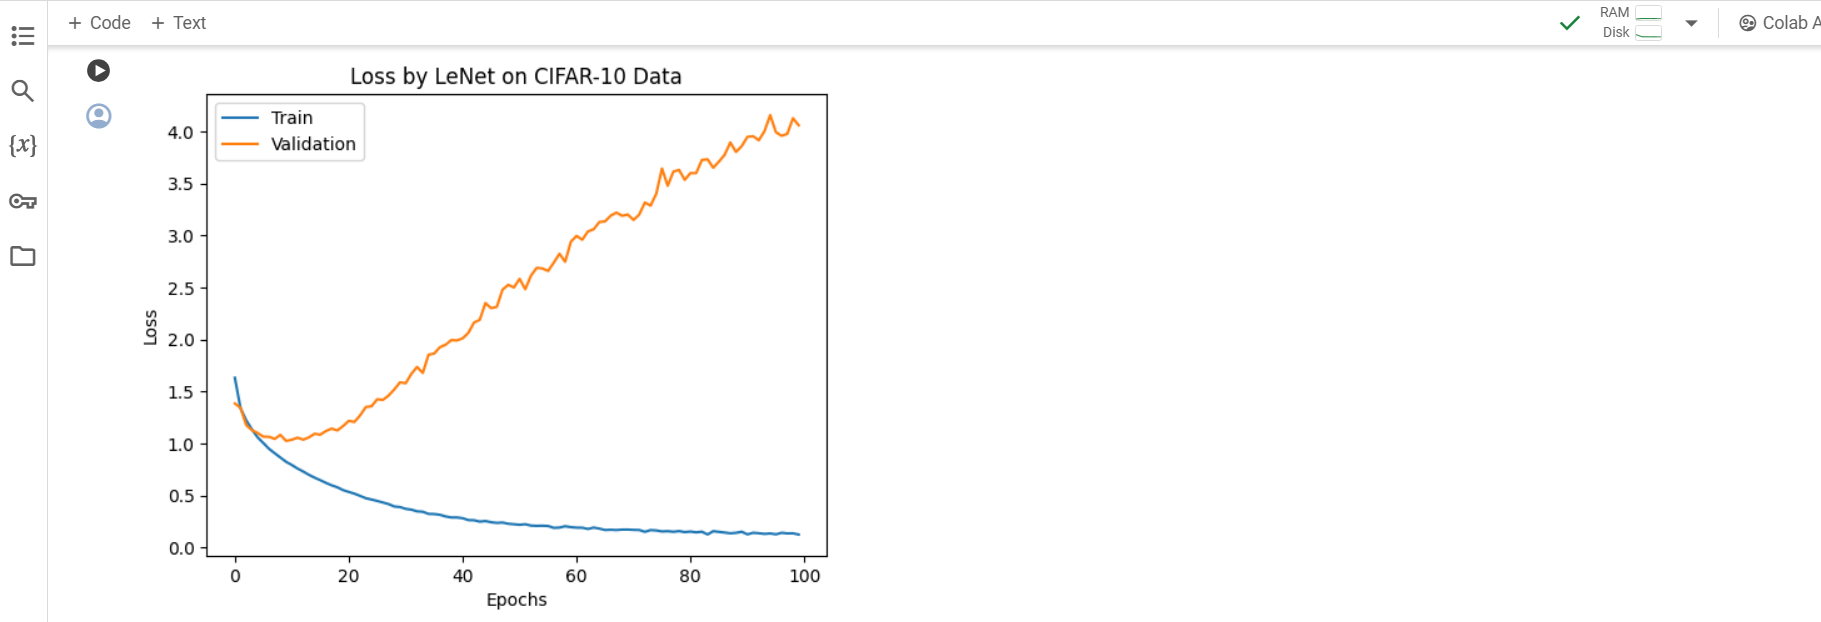 + Code + Text
RAM
Disk
Colab A
{x}
Loss by LeNet on CIFAR-10 Data
Train
Validation
4.0
3.5
3.0
2.5
2.0
1.5
1.0
0.5
0.0
Loss
0 20 40 60 80 100
Epochs